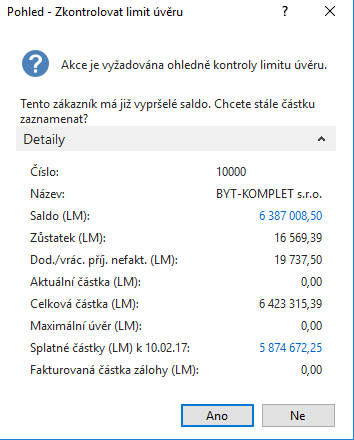 Pohled - Zkontrolovat limit úvěru
Akce je vyžadována ohledně kontroly limitu úvěru.
Tento zákazník má již vypršelé saldo. Chcete stále částku
zaznamenat?
Detaily
Číslo: 10000
Název: BYT-KOMPLET s.r.o.
Saldo (LM): 6 387 008,50
Zůstatek (LM): 16 569,39
Dod./vrác. příj. nefakt. (LM): 19 737,50
Aktuální částka (LM): 0,00
Celková částka (LM): 6 423 315,39
Maximální úvěr (LM): 0,00
Splatné částky (LM) k 10.02.17: 5 874 672,25
Fakturovaná částka zálohy (LM): 0,00
Ano Ne